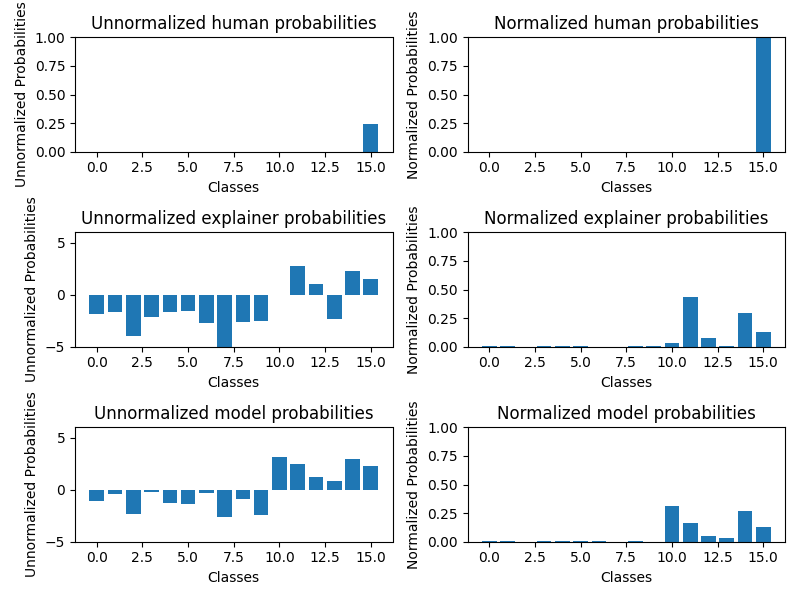 Unnormalized human probabilities
Unnormalized Probabilities
1.00
0.75
0.50
0.25
0.00
0.0 2.5 5.0 7.5 10.0 12.5 15.0
Classes
Normalized human probabilities
Normalized Probabilities
1.00
0.75
0.50
0.25
0.00
0.0 2.5 5.0 7.5 10.0 12.5 15.0
Classes
Unnormalized explainer probabilities
Unnormalized Probabilities
5
0
−5
0.0 2.5 5.0 7.5 10.0 12.5 15.0
Classes
Normalized explainer probabilities
Normalized Probabilities
1.00
0.75
0.50
0.25
0.00
0.0 2.5 5.0 7.5 10.0 12.5 15.0
Classes
Unnormalized model probabilities
Unnormalized Probabilities
5
0
−5
0.0 2.5 5.0 7.5 10.0 12.5 15.0
Classes
Normalized model probabilities
Normalized Probabilities
1.00
0.75
0.50
0.25
0.00
0.0 2.5 5.0 7.5 10.0 12.5 15.0
Classes